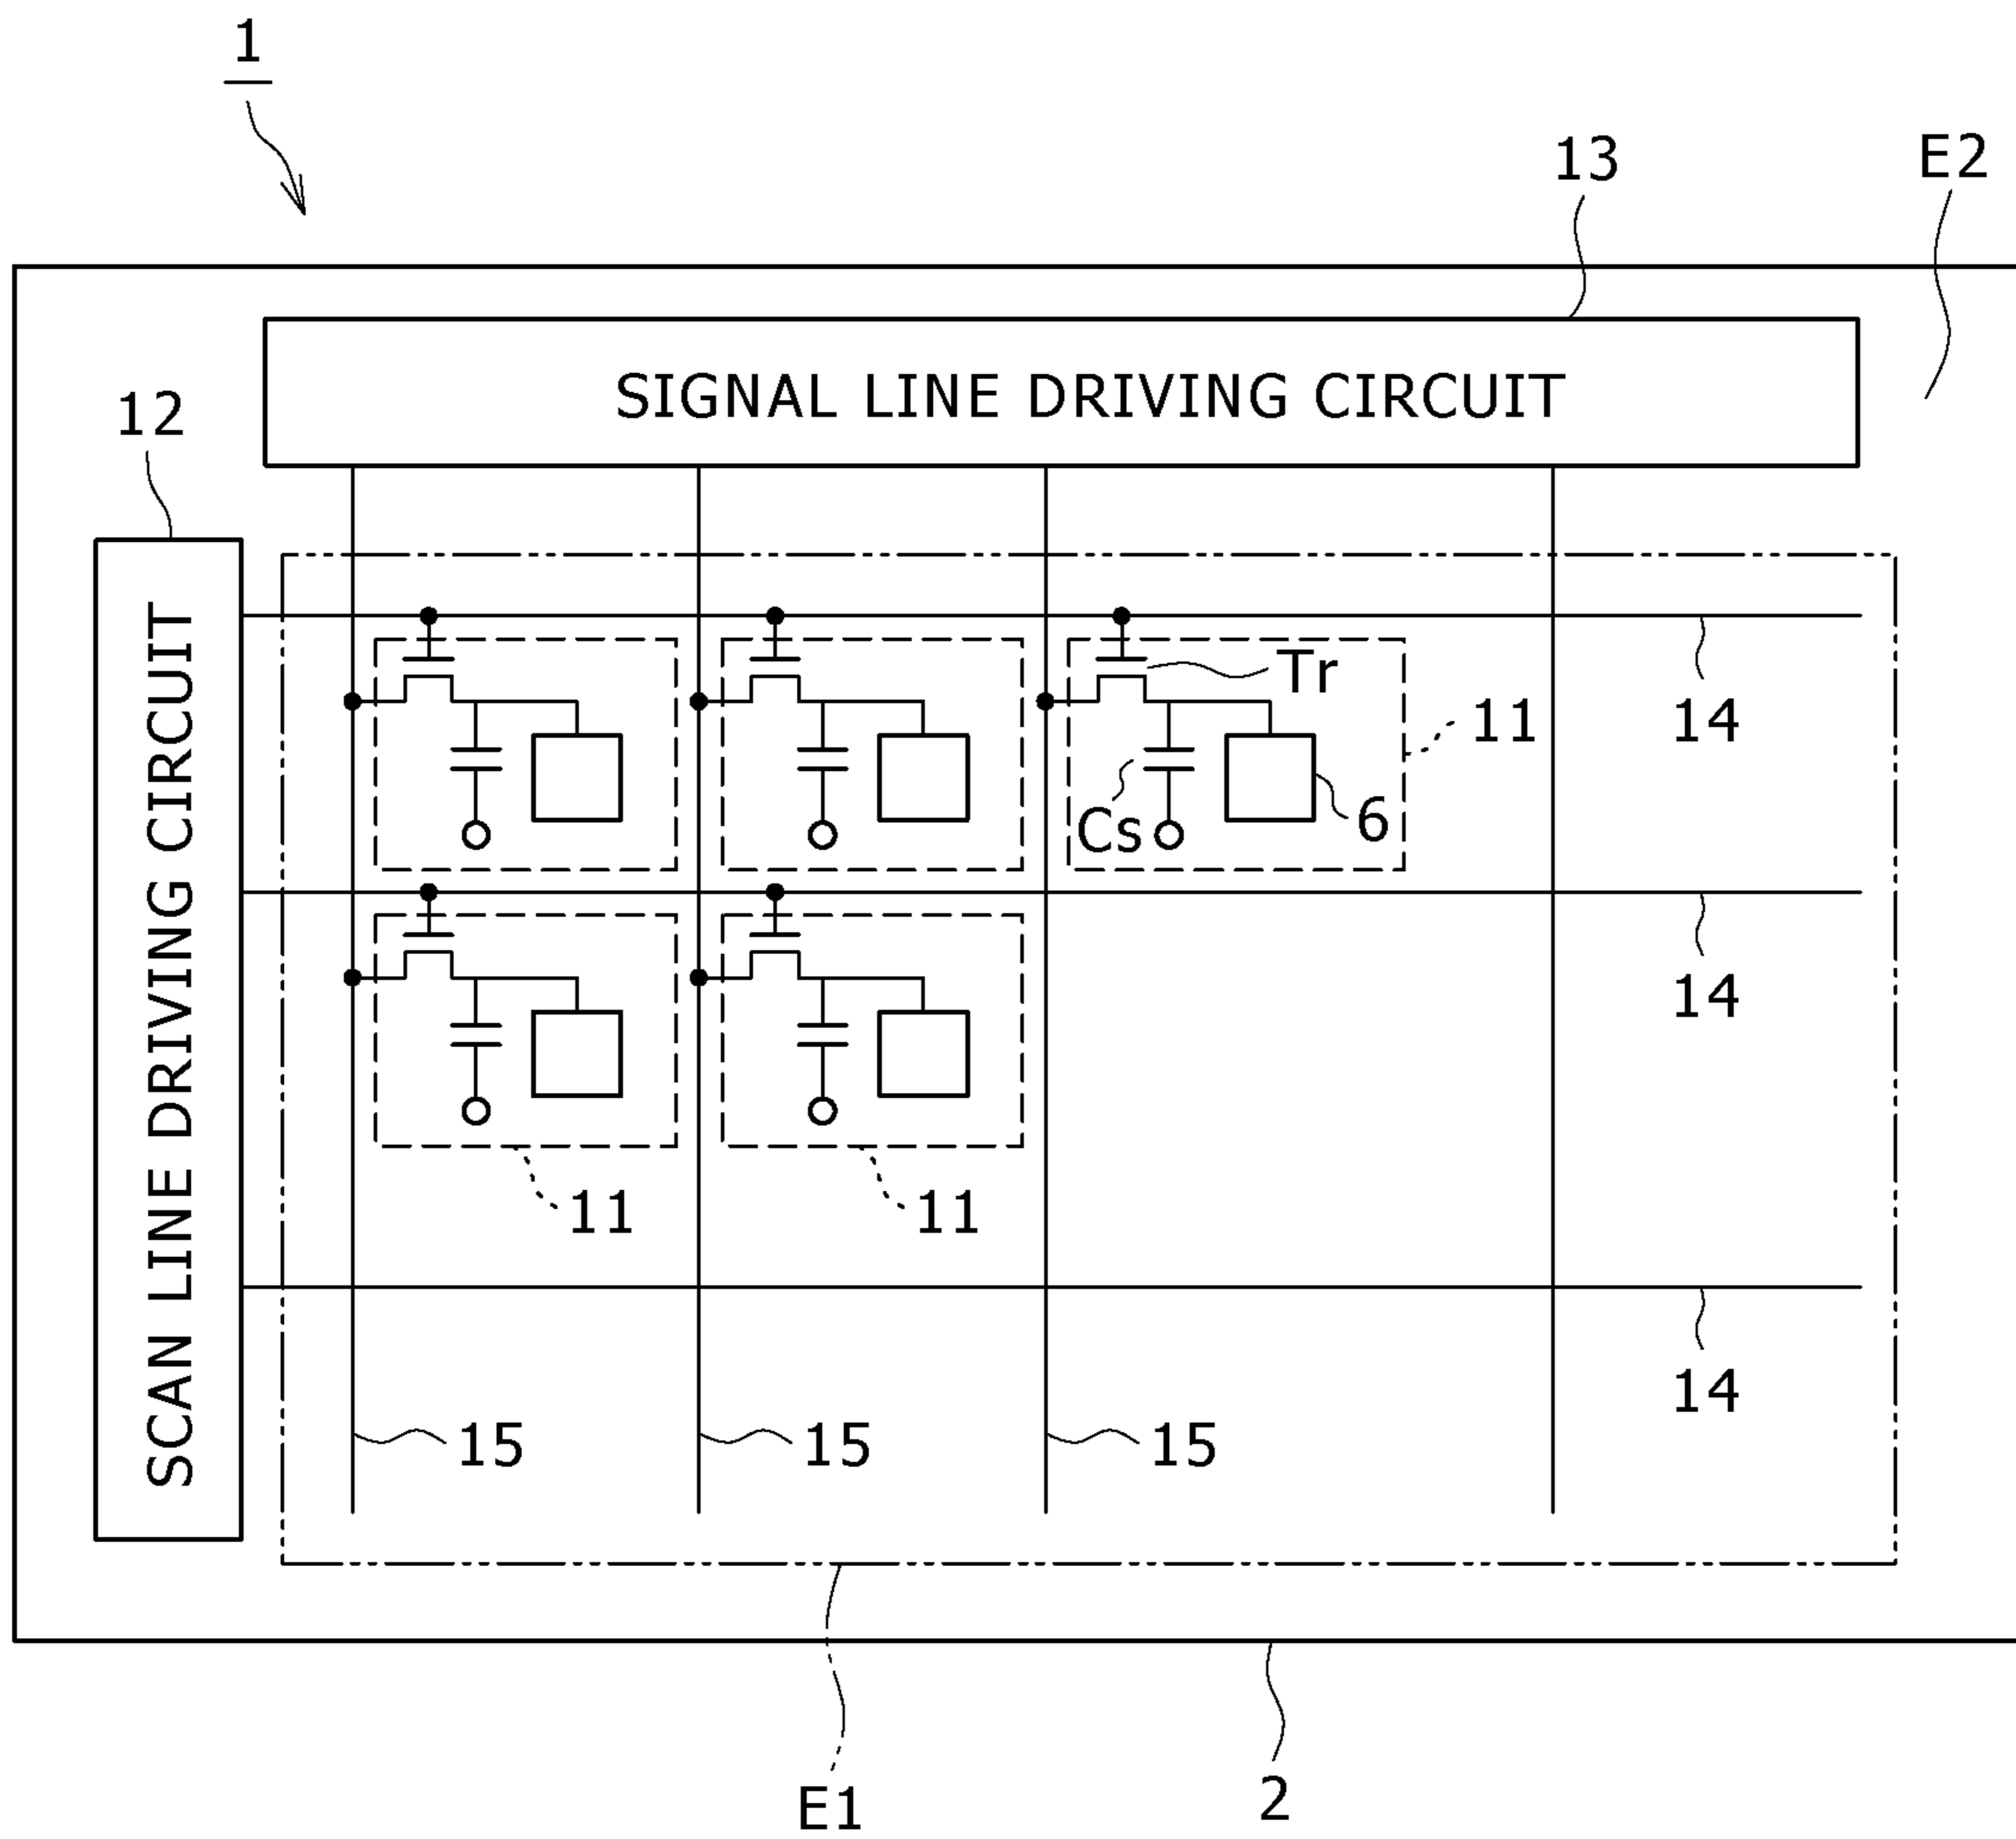 1
13
E2
SIGNAL LINE DRIVING CIRCUIT
12
SCAN LINE DRIVING CIRCUIT
Tr
11
14
Cs
6
14
11
11
14
15
15
15
E1
2